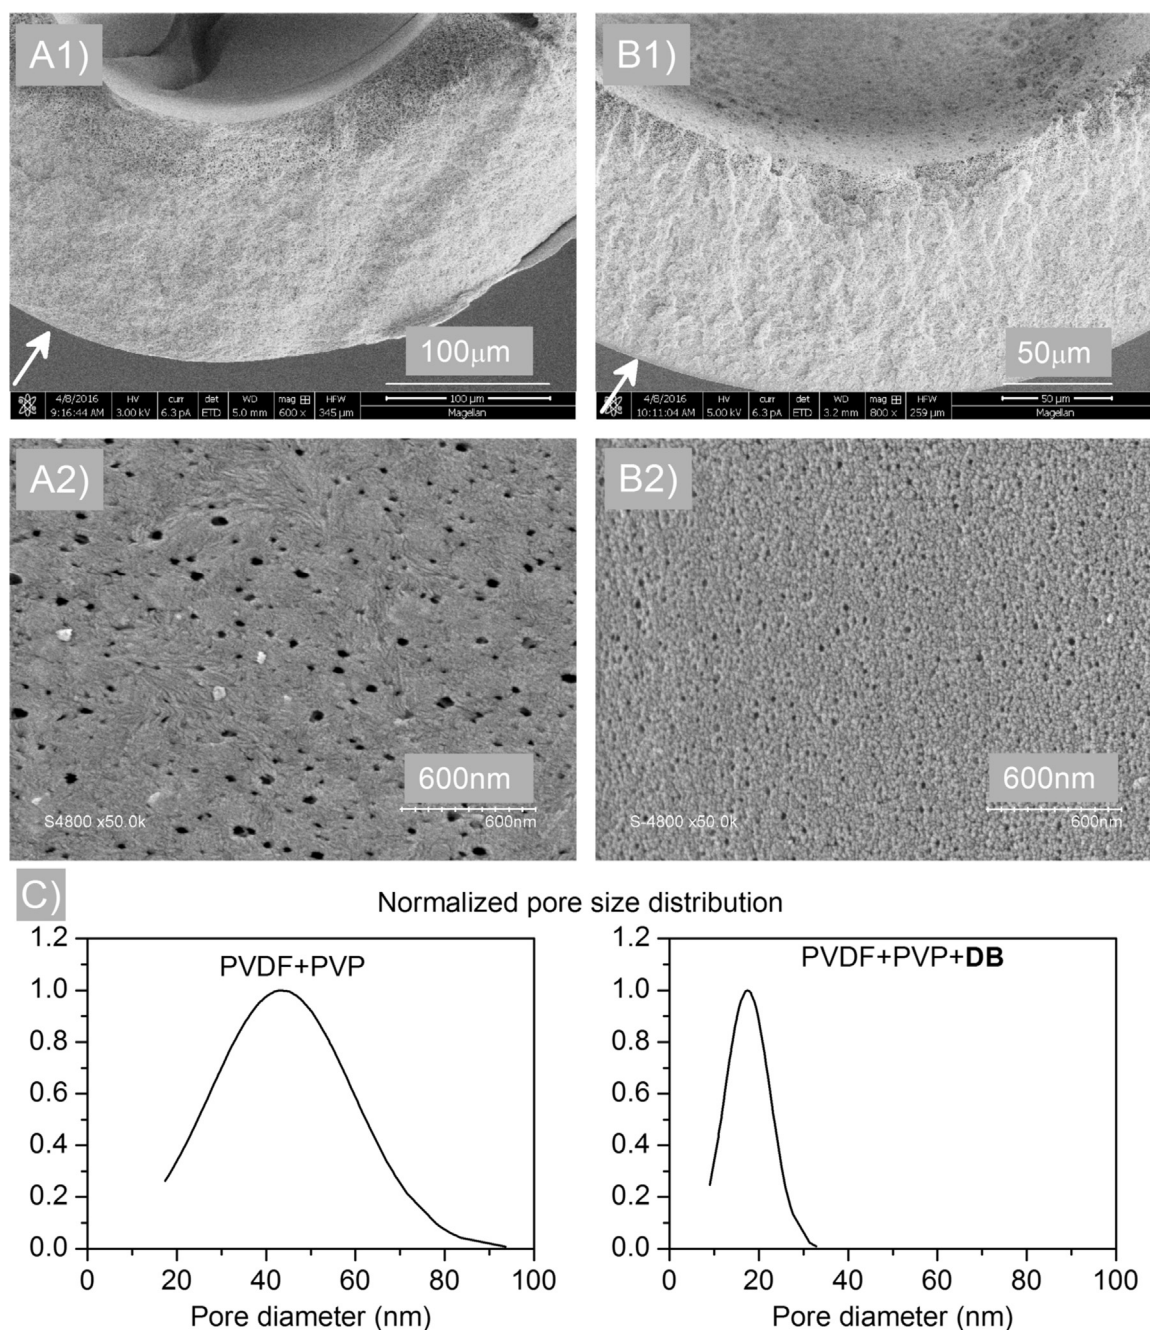 A1)
100μm
4/8/2016 HV curr det WD mag ⊞ HFW 100 µm
9:16:44 AM 3.00 kV 6.3 pA ETD 5.0 mm 600 x 345 µm Magellan
B1)
50μm
4/8/2016 HV curr det WD mag ⊞ HFW 50 µm
10:11:04 AM 5.00 kV 6.3 pA ETD 3.2 mm 800 x 259 µm Magellan
A2)
600nm
S4800 x50.0k 600nm
B2)
600nm
S-4800 x50.0k 600nm
C)
Normalized pore size distribution
PVDF+PVP
1.2
1.0
0.8
0.6
0.4
0.2
0.0
0 20 40 60 80 100
Pore diameter (nm)
PVDF+PVP+DB
1.2
1.0
0.8
0.6
0.4
0.2
0.0
0 20 40 60 80 100
Pore diameter (nm)